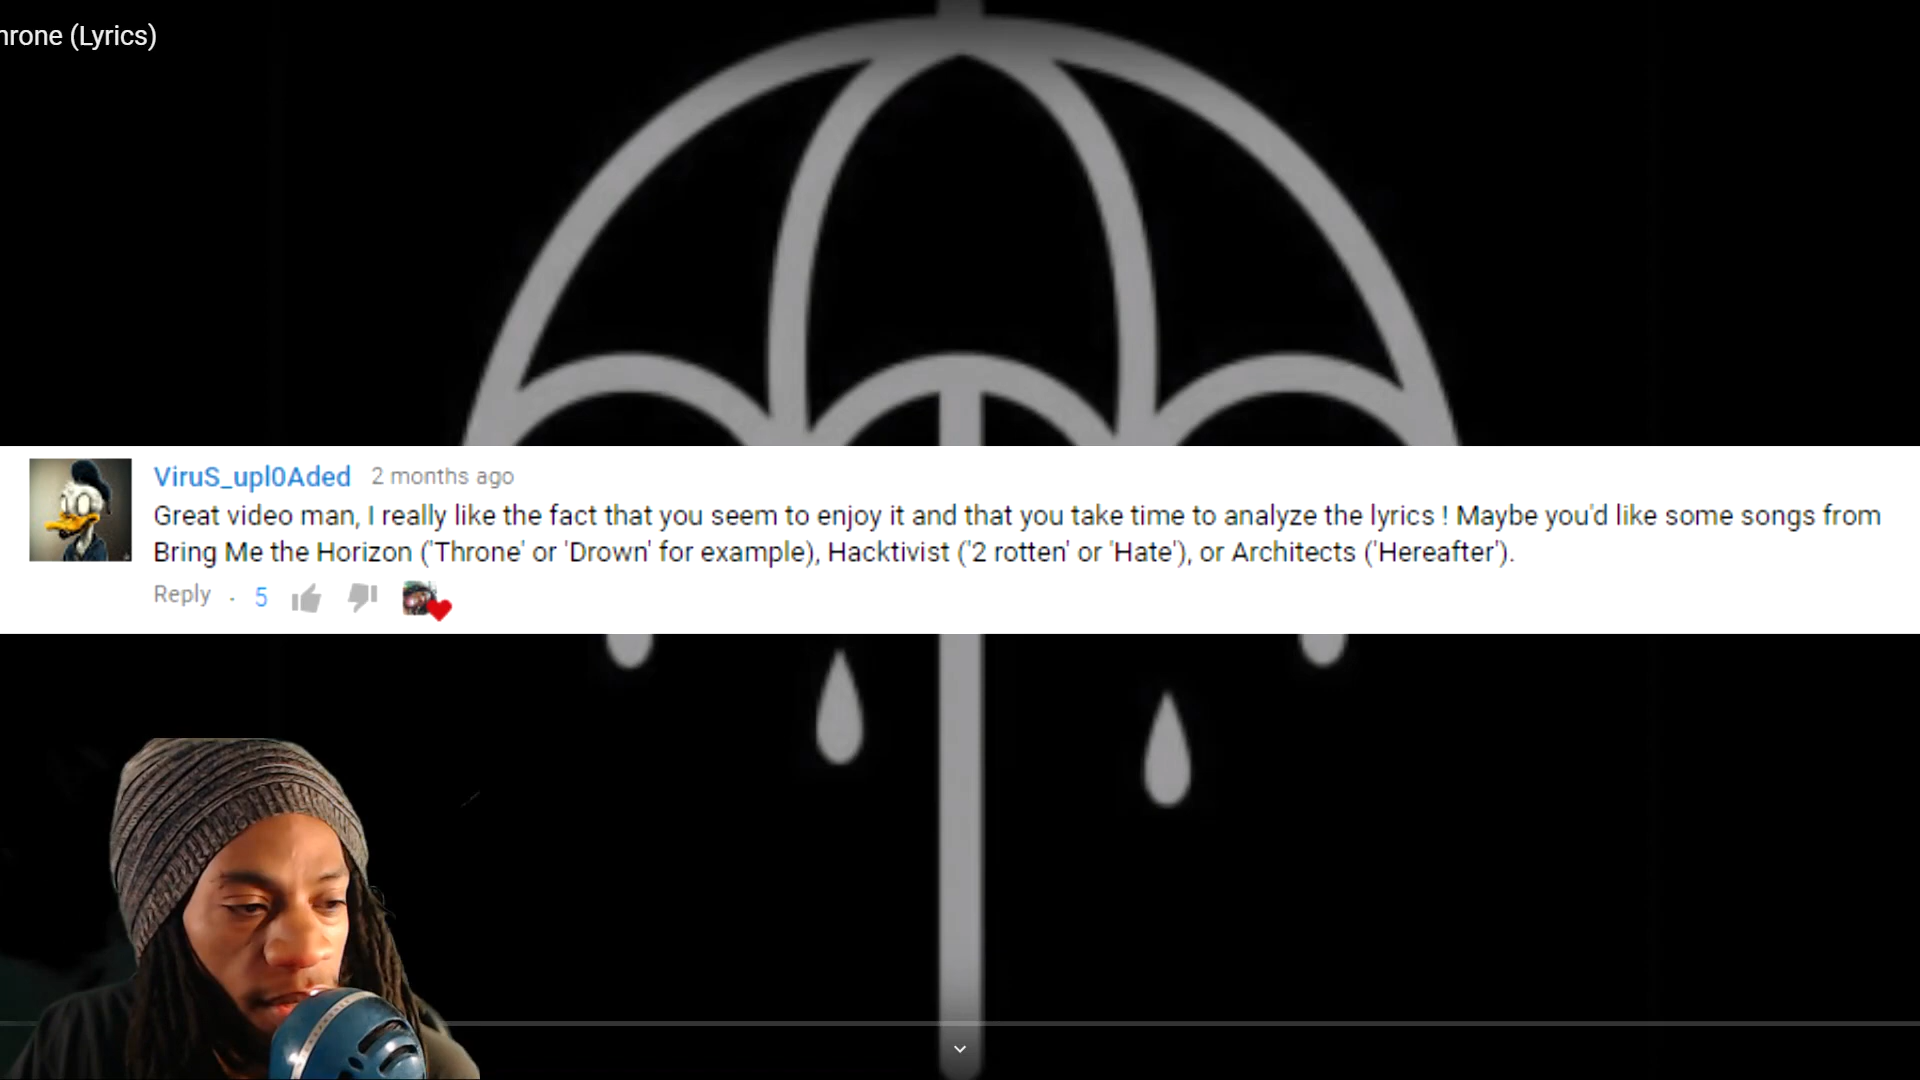 hrone (Lyrics)
ViruS_upl0Aded 2 months ago
Great video man, I really like the fact that you seem to enjoy it and that you take time to analyze the lyrics ! Maybe you'd like some songs from
Bring Me the Horizon ('Throne' or 'Drown' for example), Hacktivist ('2 rotten' or 'Hate'), or Architects ('Hereafter').
Reply . 5